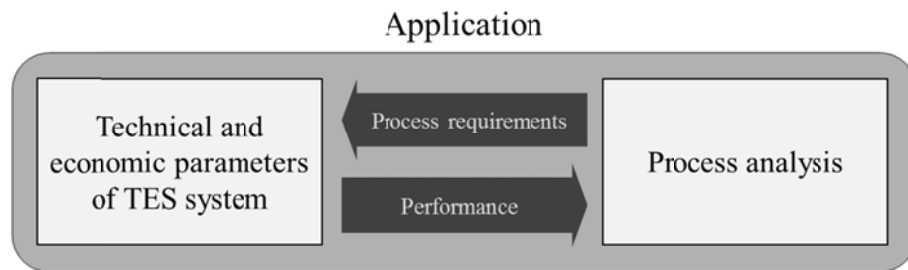 Application
Technical and
economic parameters
of TES system
Process requirements
Performance
Process analysis